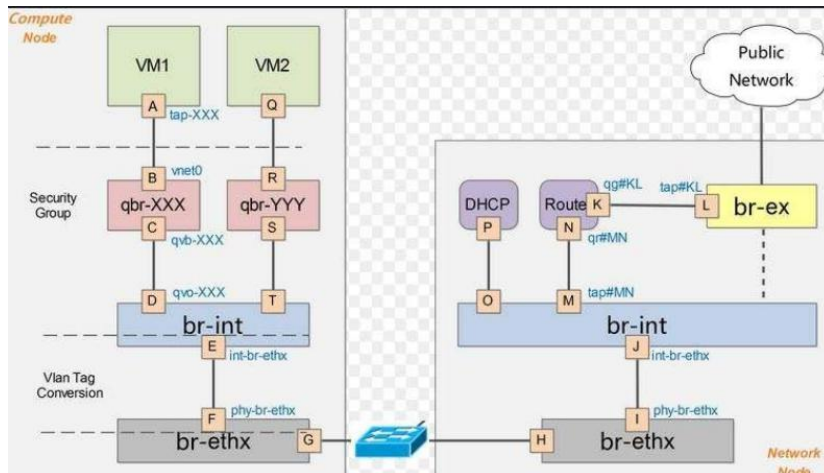 Compute
Node
VM1
VM2
A
Q
tap-XXX
B
vnet0
R
Security
Group
qbr-XXX
qbr-YYY
C
qvb-XXX
S
D
qvo-XXX
T
br-int
E
int-br-ethx
Vlan Tag
Conversion
F
phy-br-ethx
br-ethx
G
Public
Network
qg#KL
tap#KL
DHCP
Route
K
L
br-ex
P
N
qr#MN
O
M
tap#MN
br-int
J
int-br-ethx
I
phy-br-ethx
H
br-ethx
Network
Node